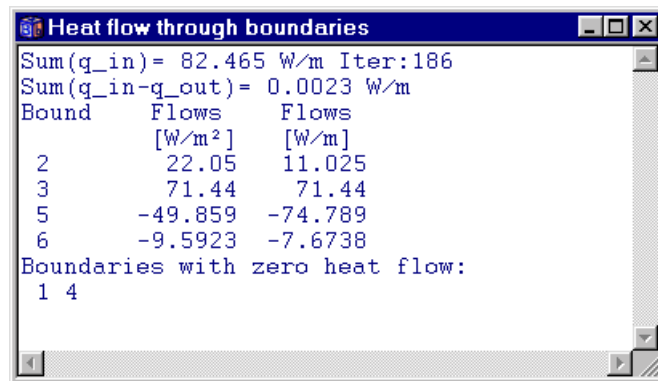 Heat flow through boundaries
Sum(q_in)= 82.465 W/m Iter:186
Sum(q_in-q_out)= 0.0023 W/m
Bound Flows Flows
[W/m²] [W/m]
2 22.05 11.025
3 71.44 71.44
5 -49.859 -74.789
6 -9.5923 -7.6738
Boundaries with zero heat flow:
1 4